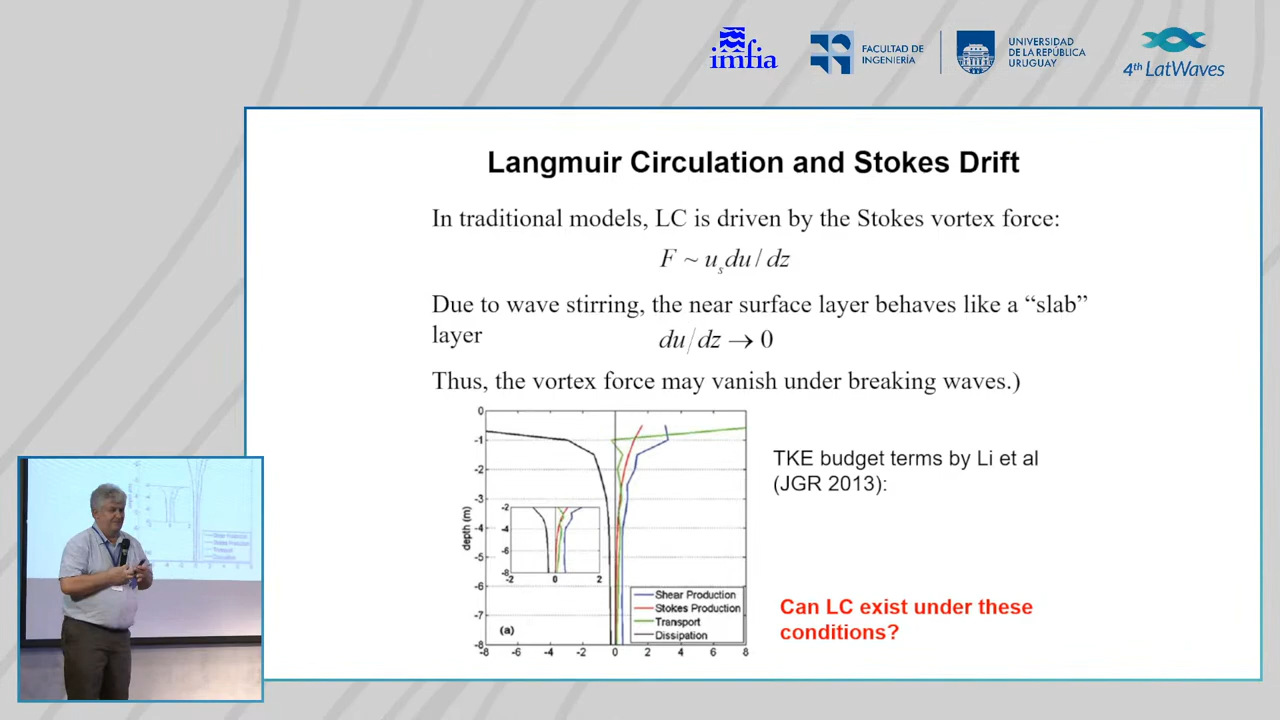 imfia
FACULTAD DE
INGENIERÍA
UNIVERSIDAD
DE LA REPÚBLICA
URUGUAY
4th LatWaves
Langmuir Circulation and Stokes Drift
In traditional models, LC is driven by the Stokes vortex force:
F ~ u_s du / dz
Due to wave stirring, the near surface layer behaves like a “slab”
layer
du/dz → 0
Thus, the vortex force may vanish under breaking waves.)
0
-1
-2
-3
-4
-5
-6
-7
-8
depth (m)
-2
-4
-6
-8
-2 0 2
(a)
Shear Production
Stokes Production
Transport
Dissipation
-8 -6 -4 -2 0 2 4 6 8
TKE budget terms by Li et al
(JGR 2013):
Can LC exist under these
conditions?